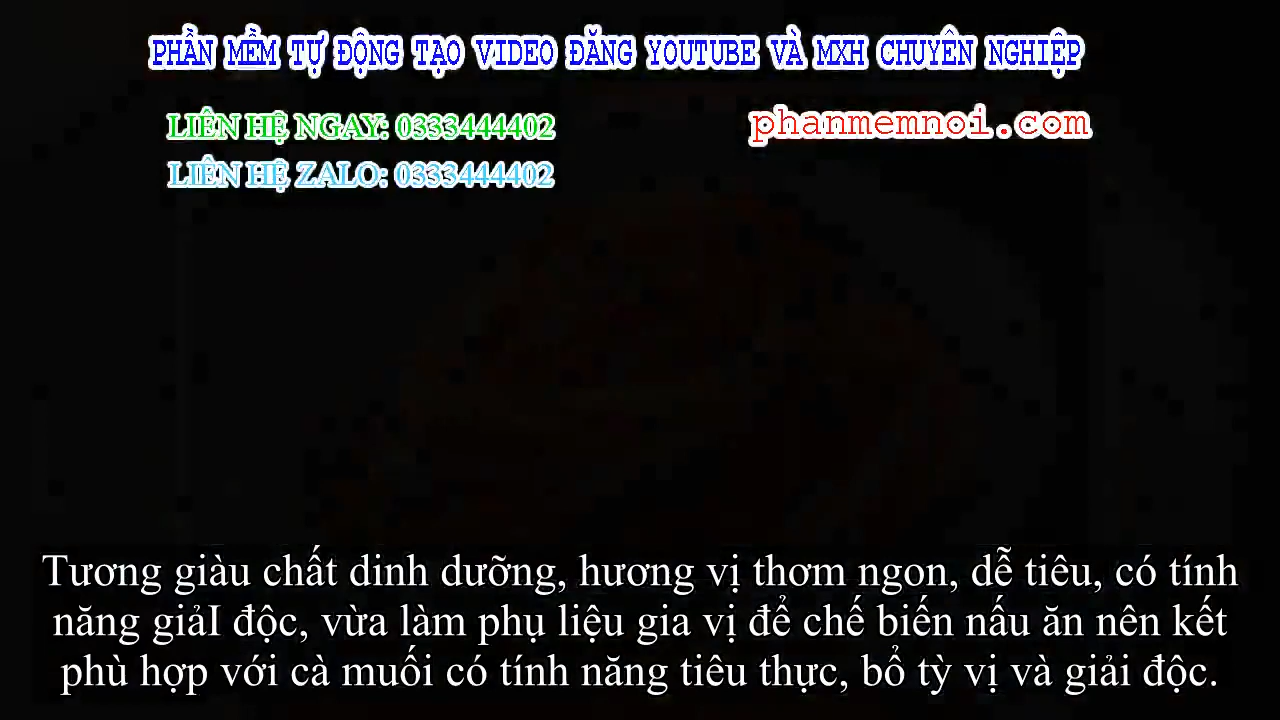 PHẦN MỀM TỰ ĐỘNG TẠO VIDEO ĐĂNG YOUTUBE VÀ MXH CHUYÊN NGHIỆP
LIÊN HỆ NGAY: 0333444402
phanmemnoi.com
LIÊN HỆ ZALO: 0333444402
Tương giàu chất dinh dưỡng, hương vị thơm ngon, dễ tiêu, có tính
năng giảI độc, vừa làm phụ liệu gia vị để chế biến nấu ăn nên kết
phù hợp với cà muối có tính năng tiêu thực, bổ tỳ vị và giải độc.